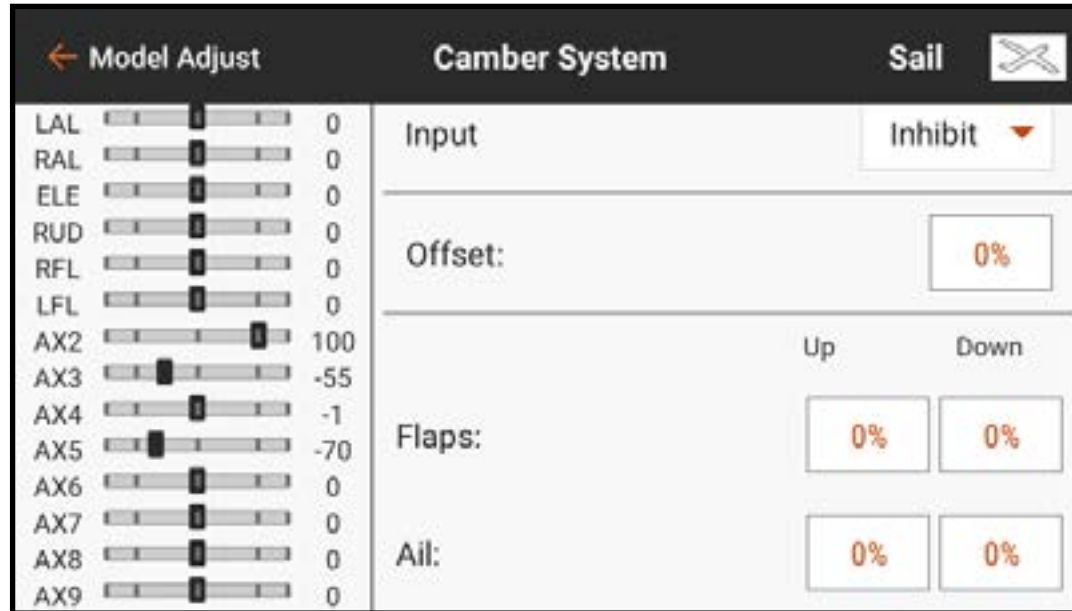 ← Model Adjust
Camber System
Sail
LAL 0
RAL 0
ELE 0
RUD 0
RFL 0
LFL 0
AX2 100
AX3 -55
AX4 -1
AX5 -70
AX6 0
AX7 0
AX8 0
AX9 0
Input Inhibit
Offset: 0%
Up Down
Flaps: 0% 0%
Ail: 0% 0%